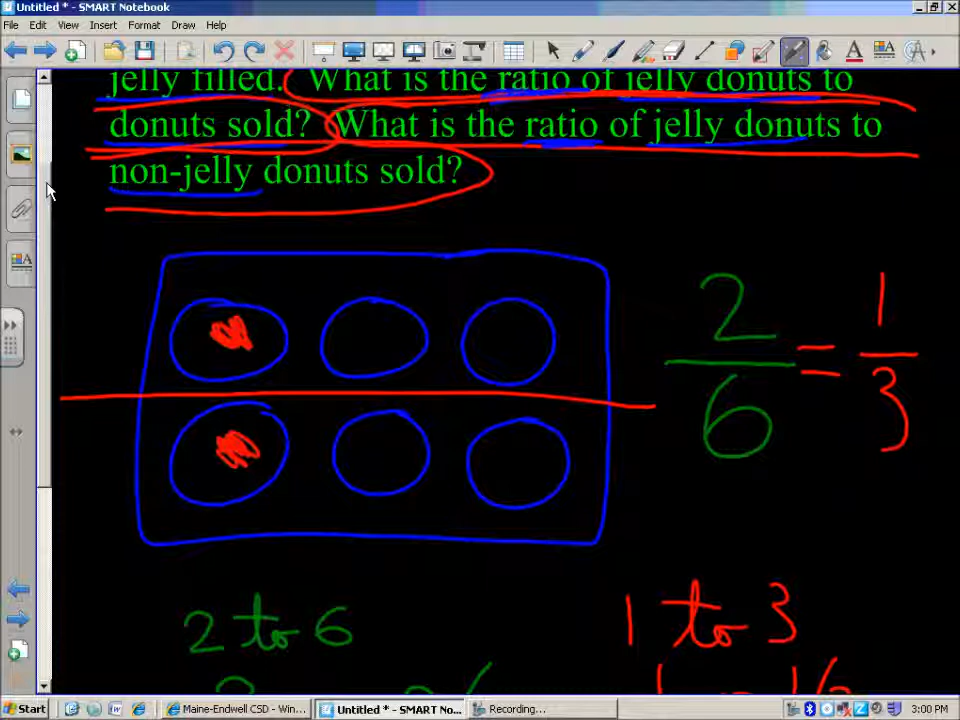 Untitled * - SMART Notebook
File Edit View Insert Format Draw Help
jelly filled. What is the ratio of jelly donuts to
donuts sold? What is the ratio of jelly donuts to
non-jelly donuts sold?
2 1
= 
6 3
2 to 6 1 to 3
Start Maine-Endwell CSD - Win... Untitled * - SMART No... Recording... 3:00 PM